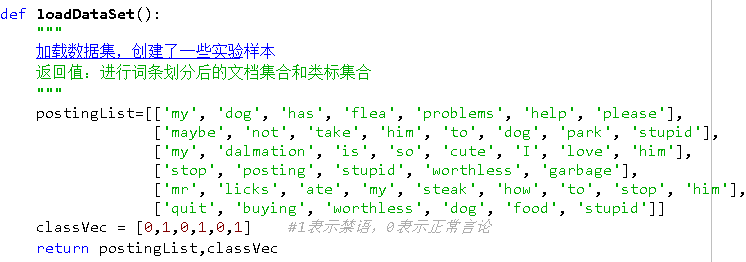 def loadDataSet():
    """
    加载数据集，创建了一些实验样本
    返回值：进行词条划分后的文档集合和类标集合
    """
    postingList=[['my', 'dog', 'has', 'flea', 'problems', 'help', 'please'],
                 ['maybe', 'not', 'take', 'him', 'to', 'dog', 'park', 'stupid'],
                 ['my', 'dalmation', 'is', 'so', 'cute', 'I', 'love', 'him'],
                 ['stop', 'posting', 'stupid', 'worthless', 'garbage'],
                 ['mr', 'licks', 'ate', 'my', 'steak', 'how', 'to', 'stop', 'him'],
                 ['quit', 'buying', 'worthless', 'dog', 'food', 'stupid']]
    classVec = [0,1,0,1,0,1]    #1表示禁语，0表示正常言论
    return postingList,classVec